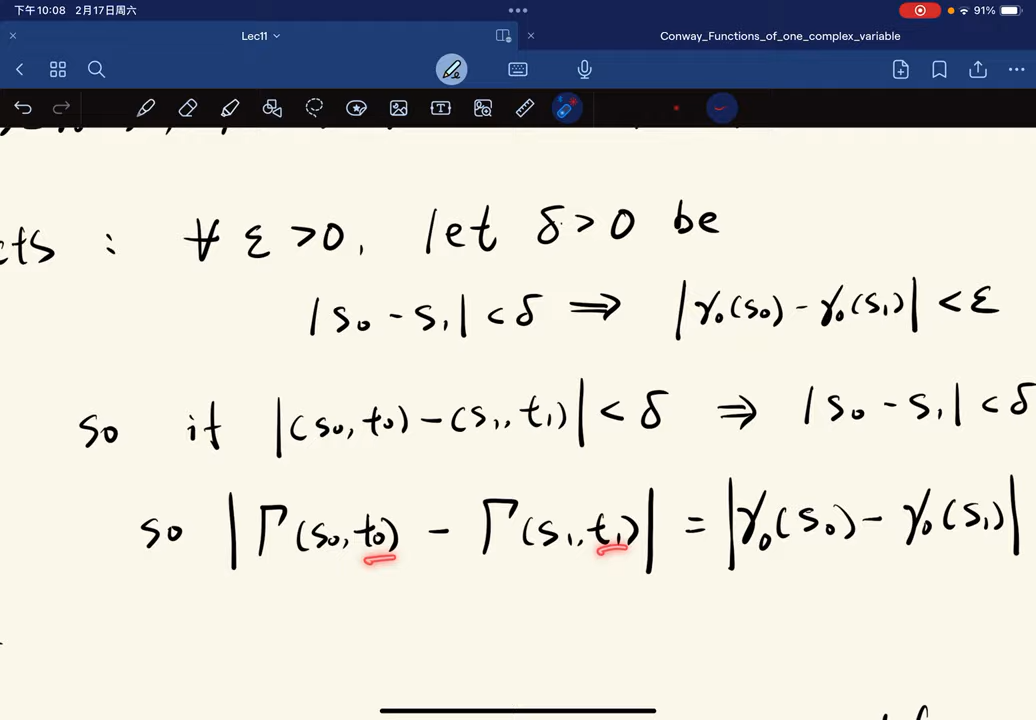 下午10:08 2月17日周六
91%
Lec11
Conway_Functions_of_one_complex_variable
cts : ∀ ε >0, let δ>0 be
|s₀ - s₁| < δ ⇒ |γ₀(s₀) - γ₀(s₁)| < ε
so if |(s₀, t₀) - (s₁, t₁)| < δ ⇒ |s₀ - s₁| < δ
so |Γ(s₀, t₀) - Γ(s₁, t₁)| = |γ₀(s₀) - γ₀(s₁)|